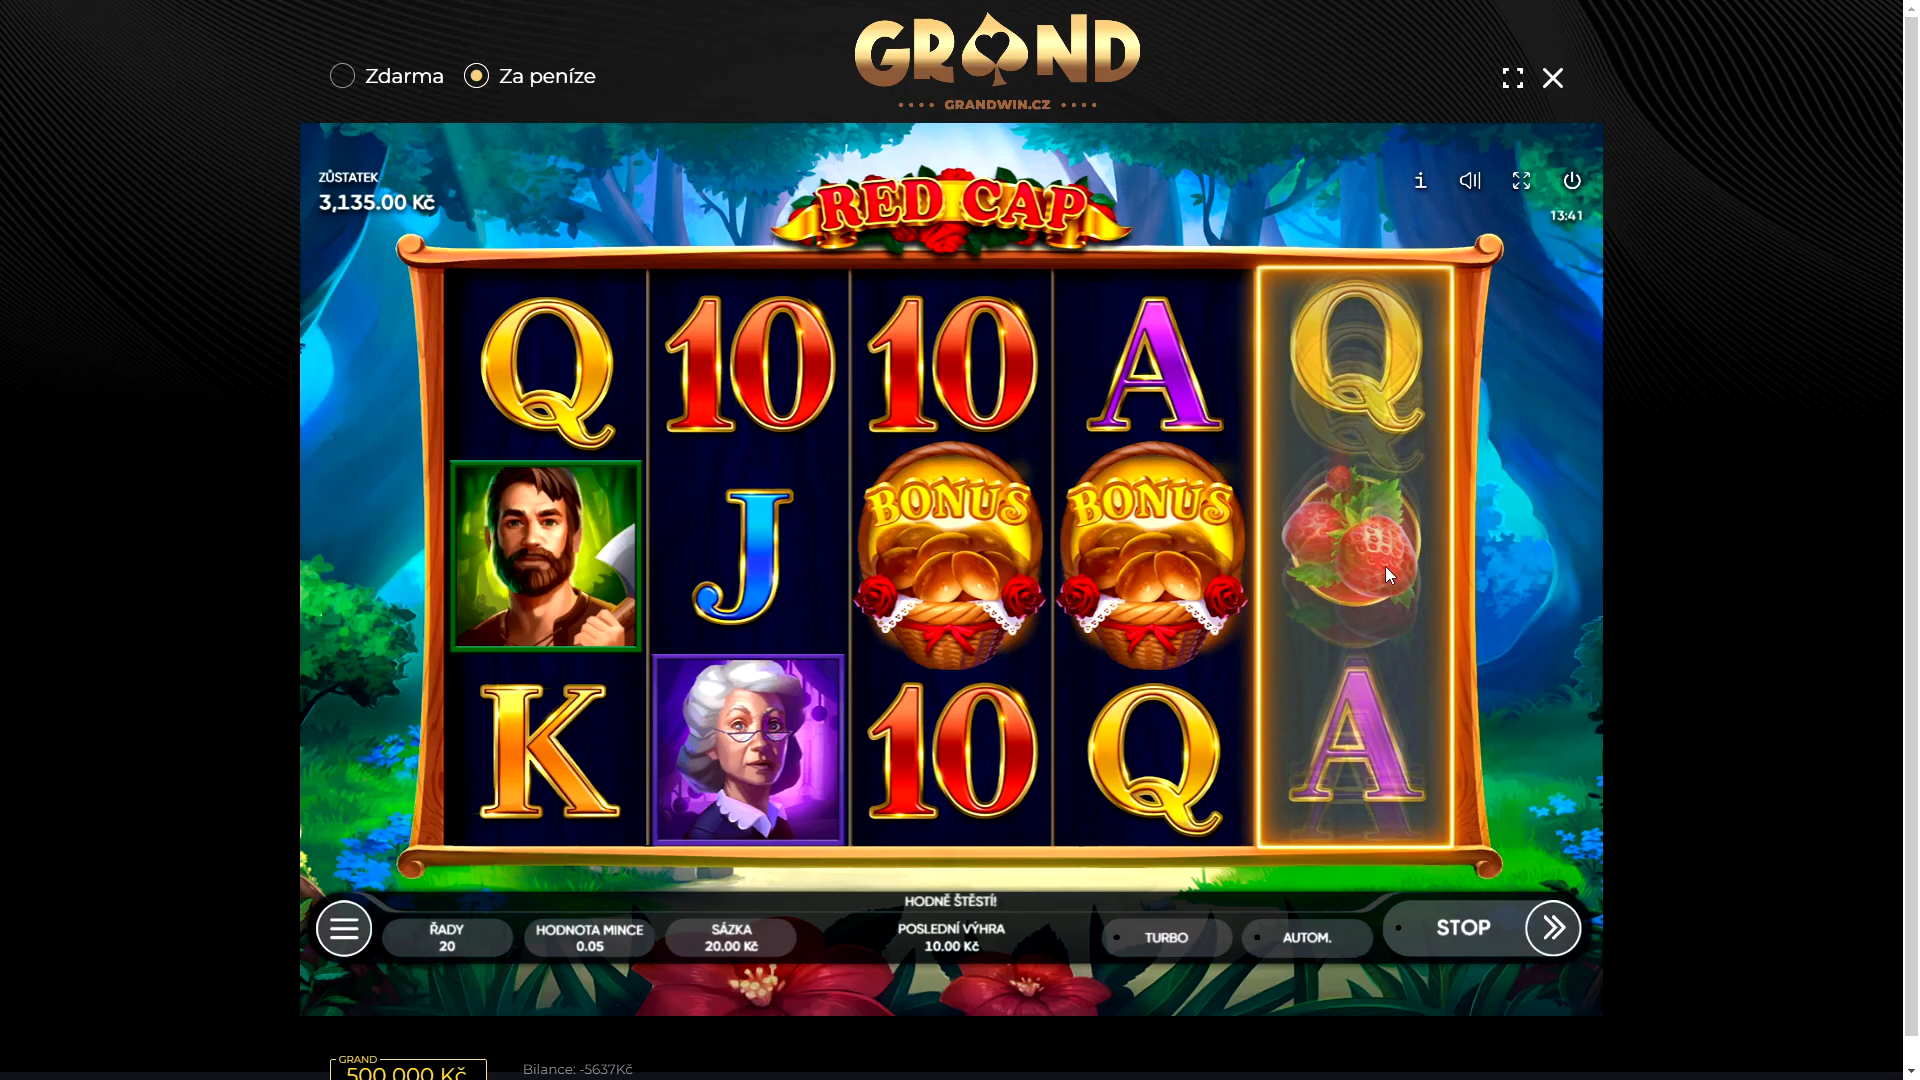 GRAND
GRANDWIN.CZ
Zdarma
Za peníze
ZŮSTATEK
3,135.00 Kč
RED CAP
i
13:41
Q 10 10 A Q
J BONUS BONUS
K 10 Q A
HODNĚ ŠTĚSTÍ!
ŘADY
20
HODNOTA MINCE
0.05
SÁZKA
20.00 Kč
POSLEDNÍ VÝHRA
10.00 Kč
TURBO
AUTOM.
STOP
GRAND
500 000 Kč
Bilance: -5637Kč